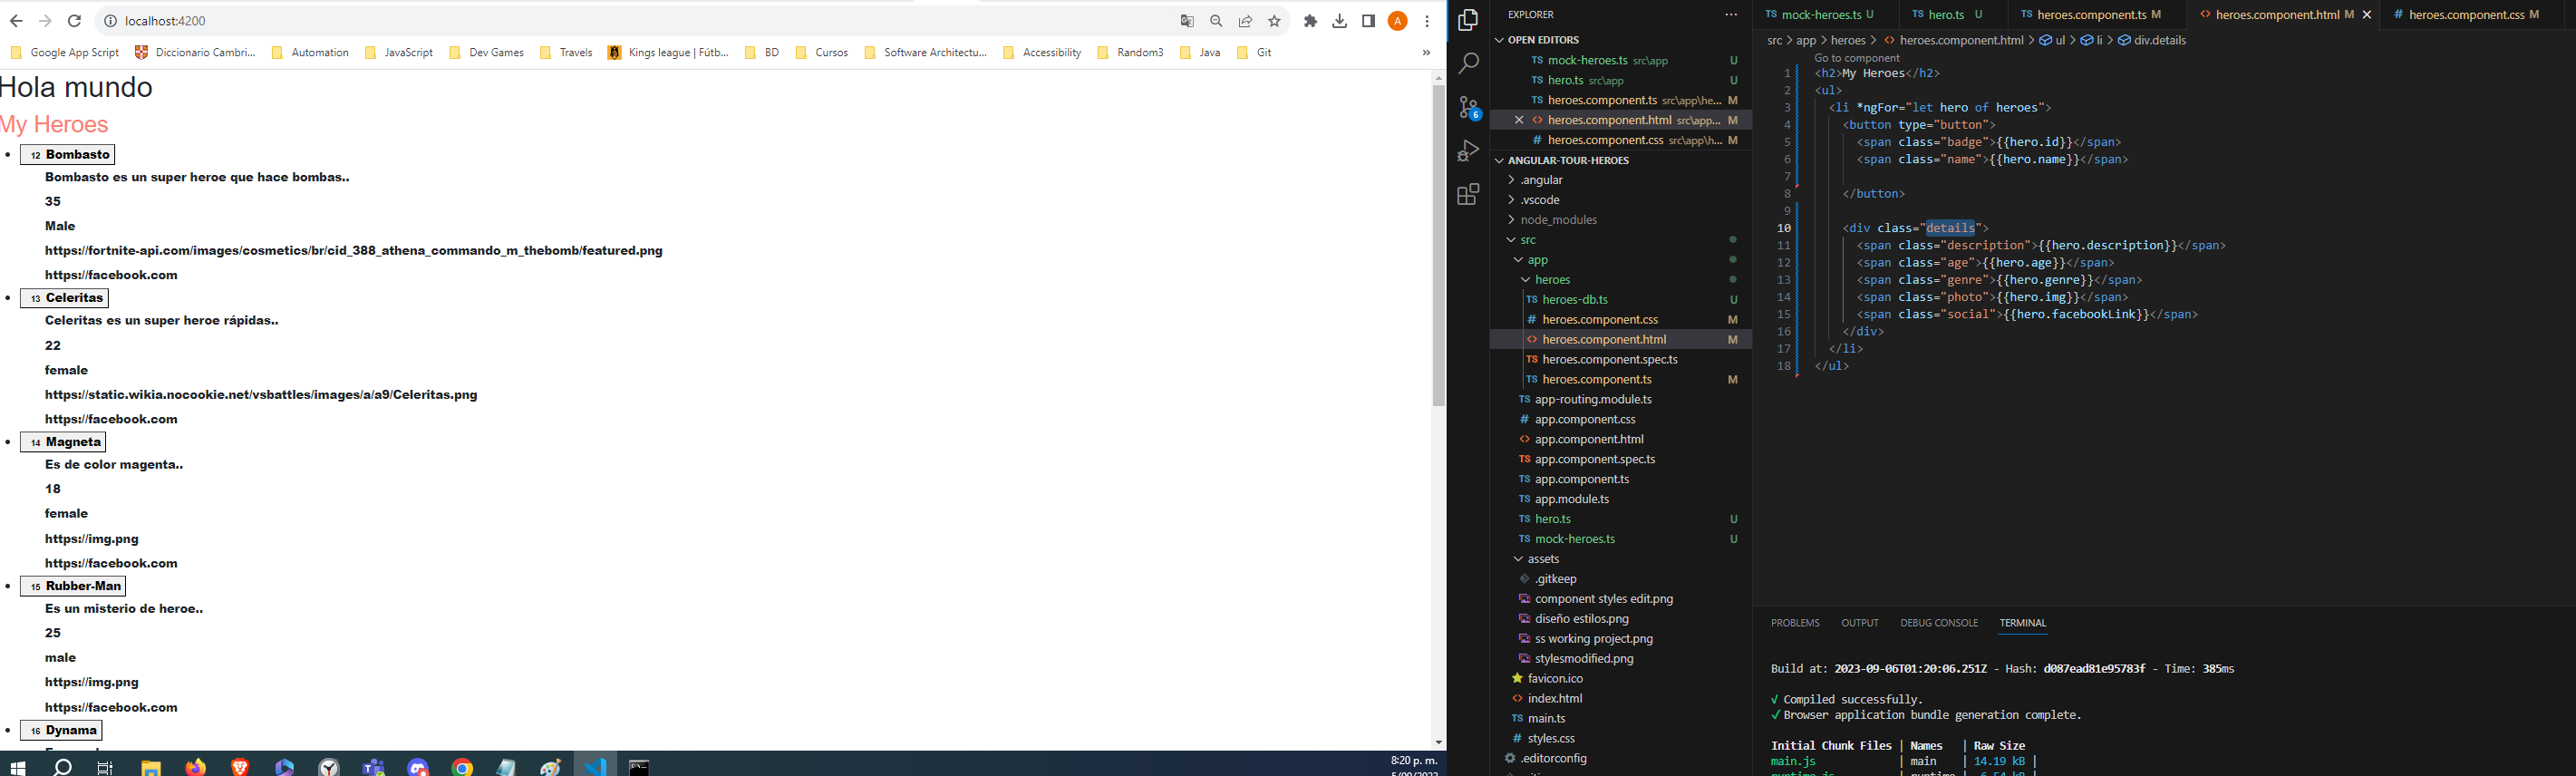 localhost:4200
Google App Script
Diccionario Cambri...
Automation
JavaScript
Dev Games
Travels
Kings league | Fútb...
BD
Cursos
Software Architectu...
Accessibility
Random3
Java
Git
»
Hola mundo
My Heroes
12 Bombasto
Bombasto es un super heroe que hace bombas..
35
Male
https://fortnite-api.com/images/cosmetics/br/cid_388_athena_commando_m_thebomb/featured.png
https://facebook.com
13 Celeritas
Celeritas es un super heroe rápidas..
22
female
https://static.wikia.nocookie.net/vsbattles/images/a/a9/Celeritas.png
https://facebook.com
14 Magneta
Es de color magenta..
18
female
https://img.png
https://facebook.com
15 Rubber-Man
Es un misterio de heroe..
25
male
https://img.png
https://facebook.com
16 Dynama
8:20 p. m.
EXPLORER
OPEN EDITORS
TS mock-heroes.ts src\app U
TS hero.ts src\app U
TS heroes.component.ts src\app\he... M
<> heroes.component.html src\app... M
# heroes.component.css src\app\h... M
6
ANGULAR-TOUR-HEROES
.angular
.vscode
node_modules
src
app
heroes
TS heroes-db.ts U
# heroes.component.css M
<> heroes.component.html M
TS heroes.component.spec.ts
TS heroes.component.ts M
TS app-routing.module.ts
# app.component.css
<> app.component.html
TS app.component.spec.ts
TS app.component.ts
TS app.module.ts
TS hero.ts U
TS mock-heroes.ts U
assets
.gitkeep
component styles edit.png
diseño estilos.png
ss working project.png
stylesmodified.png
favicon.ico
<> index.html
TS main.ts
# styles.css
.editorconfig
TS mock-heroes.ts U
TS hero.ts U
TS heroes.component.ts M
<> heroes.component.html M
# heroes.component.css M
src > app > heroes > <> heroes.component.html > ul > li > div.details
Go to component
1 <h2>My Heroes</h2>
2 <ul>
3 <li *ngFor="let hero of heroes">
4 <button type="button">
5 <span class="badge">{{hero.id}}</span>
6 <span class="name">{{hero.name}}</span>
7
8 </button>
9
10 <div class="details">
11 <span class="description">{{hero.description}}</span>
12 <span class="age">{{hero.age}}</span>
13 <span class="genre">{{hero.genre}}</span>
14 <span class="photo">{{hero.img}}</span>
15 <span class="social">{{hero.facebookLink}}</span>
16 </div>
17 </li>
18 </ul>
PROBLEMS
OUTPUT
DEBUG CONSOLE
TERMINAL
Build at: 2023-09-06T01:20:06.251Z - Hash: d087ead81e95783f - Time: 385ms
√ Compiled successfully.
✔ Browser application bundle generation complete.
Initial Chunk Files | Names | Raw Size
main.js | main | 14.19 kB |